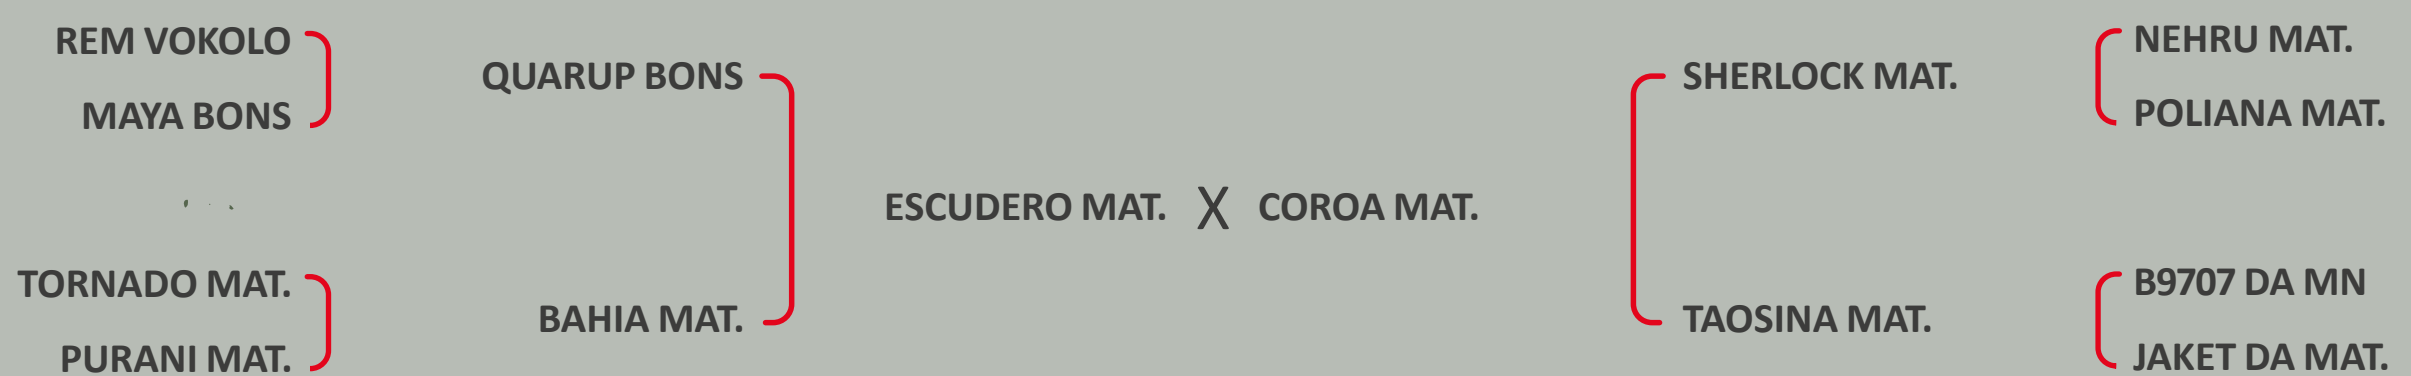 REM VOKOLO
MAYA BONS
QUARUP BONS
TORNADO MAT.
PURANI MAT.
BAHIA MAT.
ESCUDERO MAT. X COROA MAT.
SHERLOCK MAT.
TAOSINA MAT.
NEHRU MAT.
POLIANA MAT.
B9707 DA MN
JAKET DA MAT.